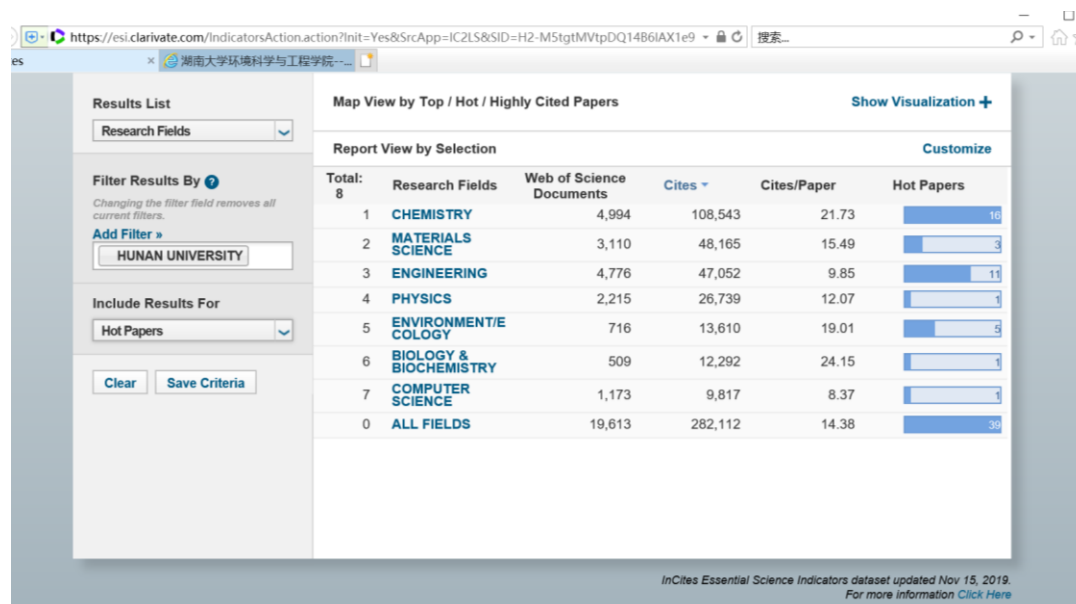 https://esi.clarivate.com/IndicatorsAction.action?Init=Yes&SrcApp=IC2LS&SID=H2-M5tgtMVtpDQ14B6IAX1e9
搜索...
es
湖南大学环境科学与工程学院--...
Results List
Research Fields
Map View by Top / Hot / Highly Cited Papers
Show Visualization +
Report View by Selection
Customize
Filter Results By ?
Changing the filter field removes all
current filters.
Add Filter »
HUNAN UNIVERSITY
Include Results For
Hot Papers
Clear
Save Criteria
Total: 8 Research Fields Web of Science Documents Cites Cites/Paper Hot Papers
1 CHEMISTRY 4,994 108,543 21.73 16
2 MATERIALS SCIENCE 3,110 48,165 15.49 3
3 ENGINEERING 4,776 47,052 9.85 11
4 PHYSICS 2,215 26,739 12.07 1
5 ENVIRONMENT/ECOLOGY 716 13,610 19.01 5
6 BIOLOGY & BIOCHEMISTRY 509 12,292 24.15 1
7 COMPUTER SCIENCE 1,173 9,817 8.37 1
0 ALL FIELDS 19,613 282,112 14.38 39
InCites Essential Science Indicators dataset updated Nov 15, 2019.
For more information Click Here